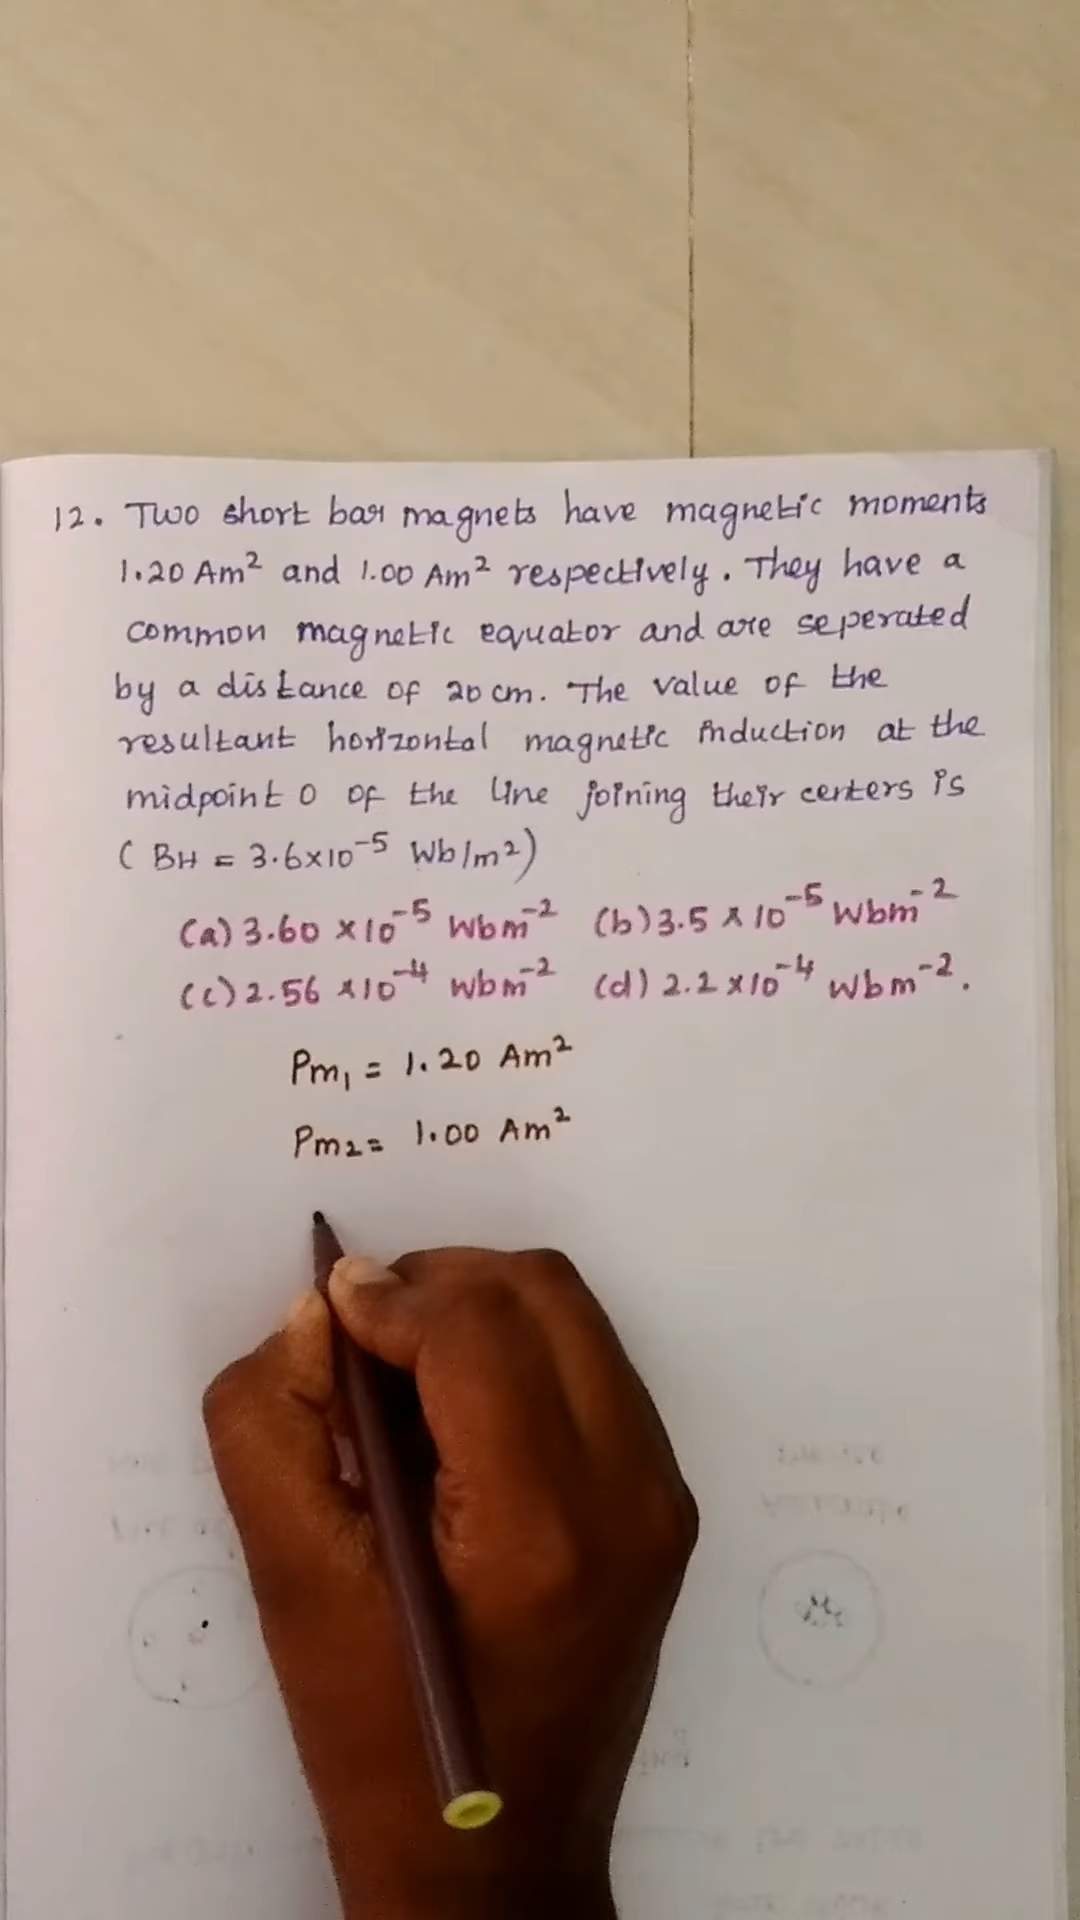 12. Two short bar magnets have magnetic moments
1.20 Am² and 1.00 Am² respectively. They have a
common magnetic equator and are seperated
by a distance of 20 cm. The value of the
resultant horizontal magnetic induction at the
midpoint O of the line joining their centers is
( BH = 3.6x10⁻⁵ Wb/m²)
(a) 3.60 x 10⁻⁵ Wbm⁻² (b) 3.5 x 10⁻⁵ Wbm⁻²
(c) 2.56 x10⁻⁴ Wbm⁻² (d) 2.2 x10⁻⁴ Wbm⁻².
Pm₁ = 1.20 Am²
Pm₂ = 1.00 Am²